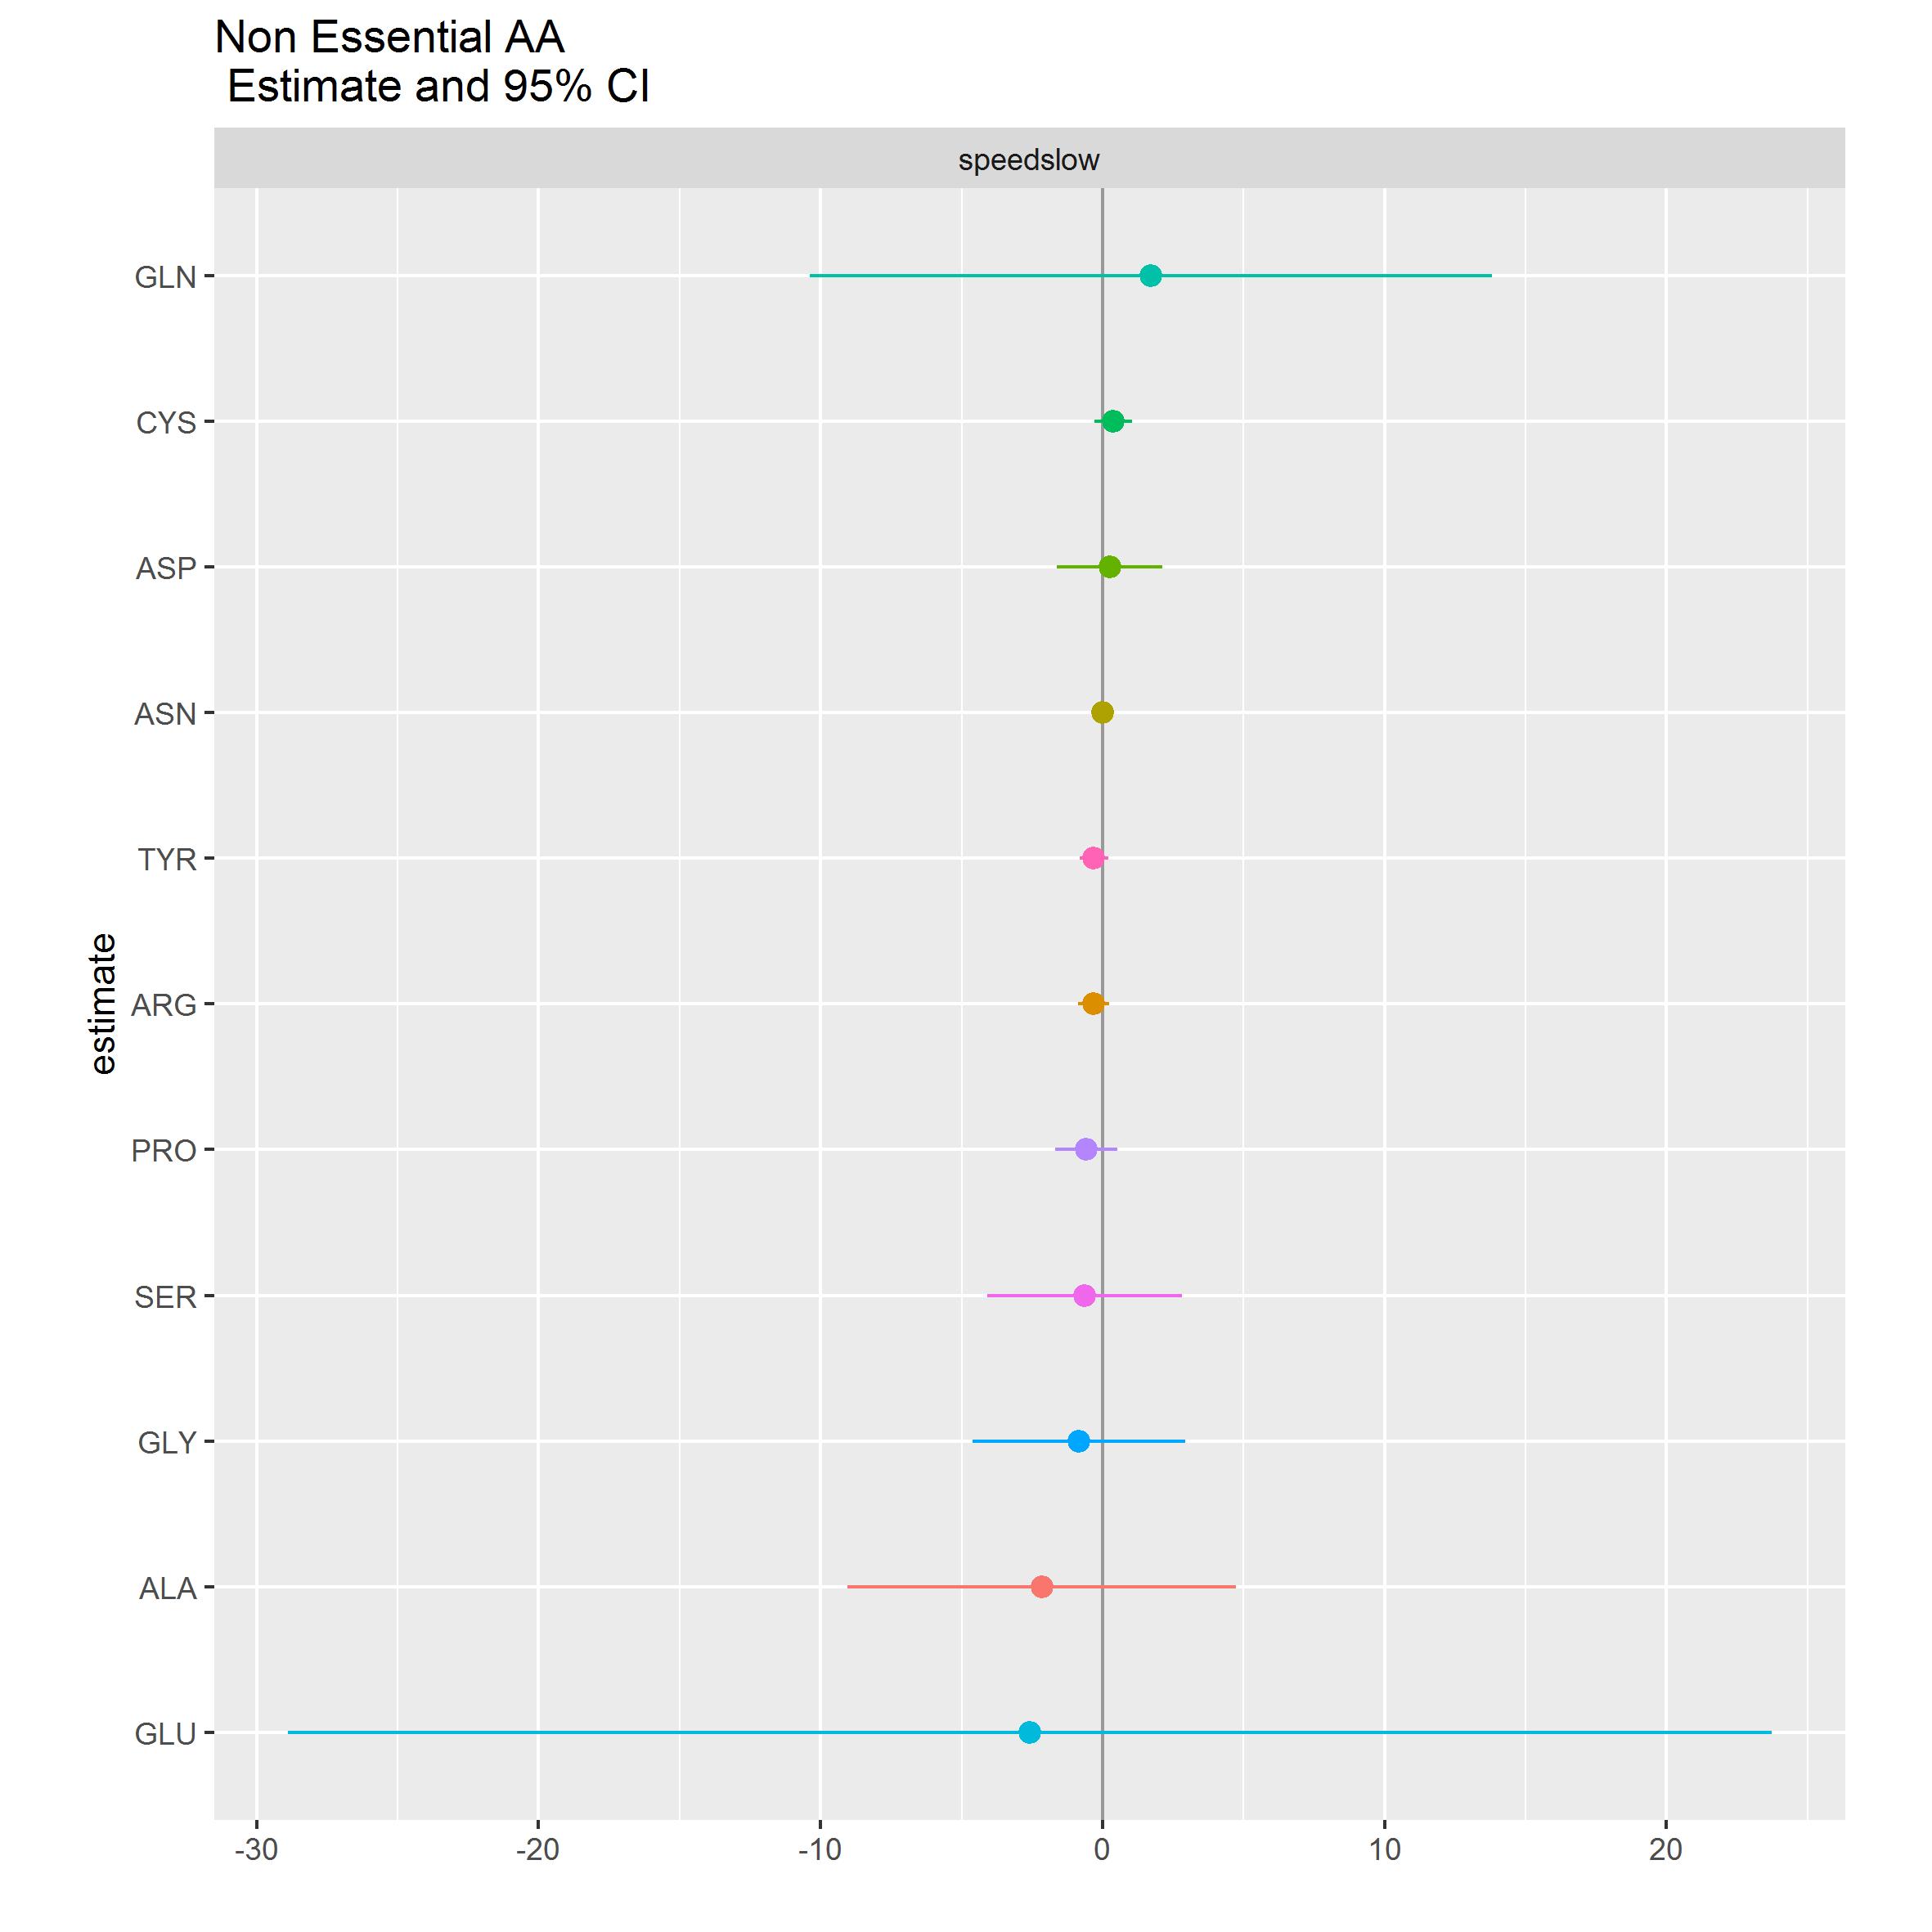 Non Essential AA
Estimate and 95% CI
speedslow
GLN
CYS
ASP
ASN
TYR
ARG
PRO
SER
GLY
ALA
GLU
estimate
-30 -20 -10 0 10 20